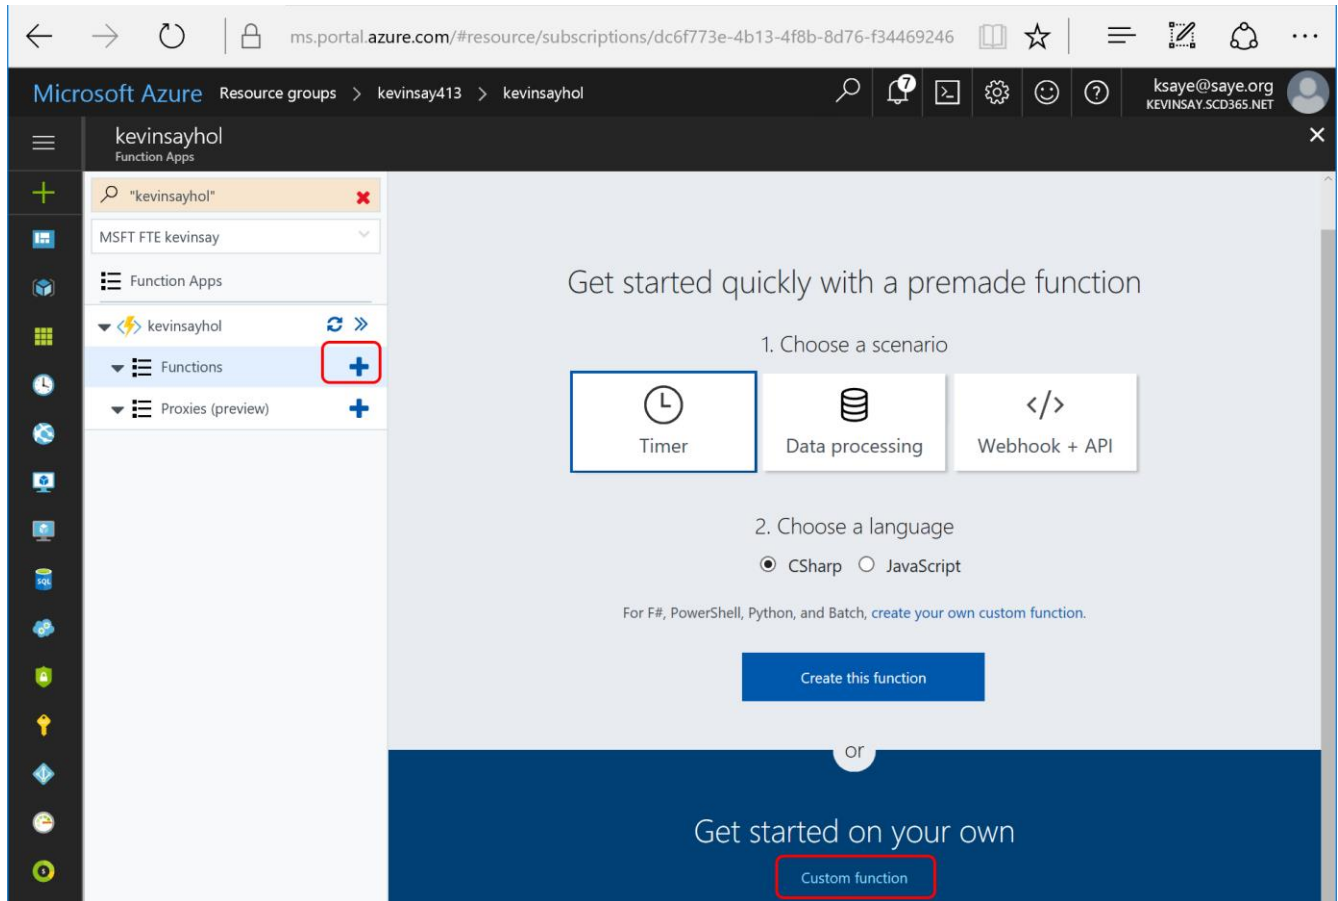 ms.portal.azure.com/#resource/subscriptions/dc6f773e-4b13-4f8b-8d76-f34469246
Microsoft Azure Resource groups > kevinsay413 > kevinsayhol
7
ksaye@saye.org
KEVINSAY.SCD365.NET
kevinsayhol
Function Apps
"kevinsayhol"
MSFT FTE kevinsay
Function Apps
kevinsayhol
Functions
Proxies (preview)
SQL
Get started quickly with a premade function
1. Choose a scenario
Timer
Data processing
</>
Webhook + API
2. Choose a language
CSharp
JavaScript
For F#, PowerShell, Python, and Batch, create your own custom function.
Create this function
or
Get started on your own
Custom function